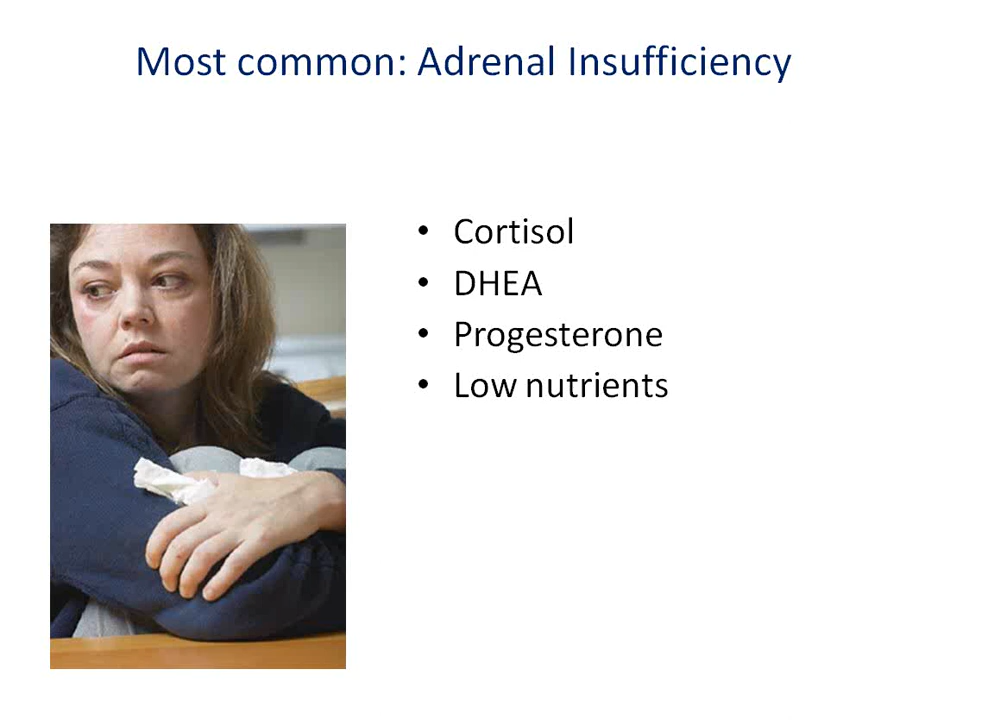 Most common: Adrenal Insufficiency
• Cortisol
• DHEA
• Progesterone
• Low nutrients